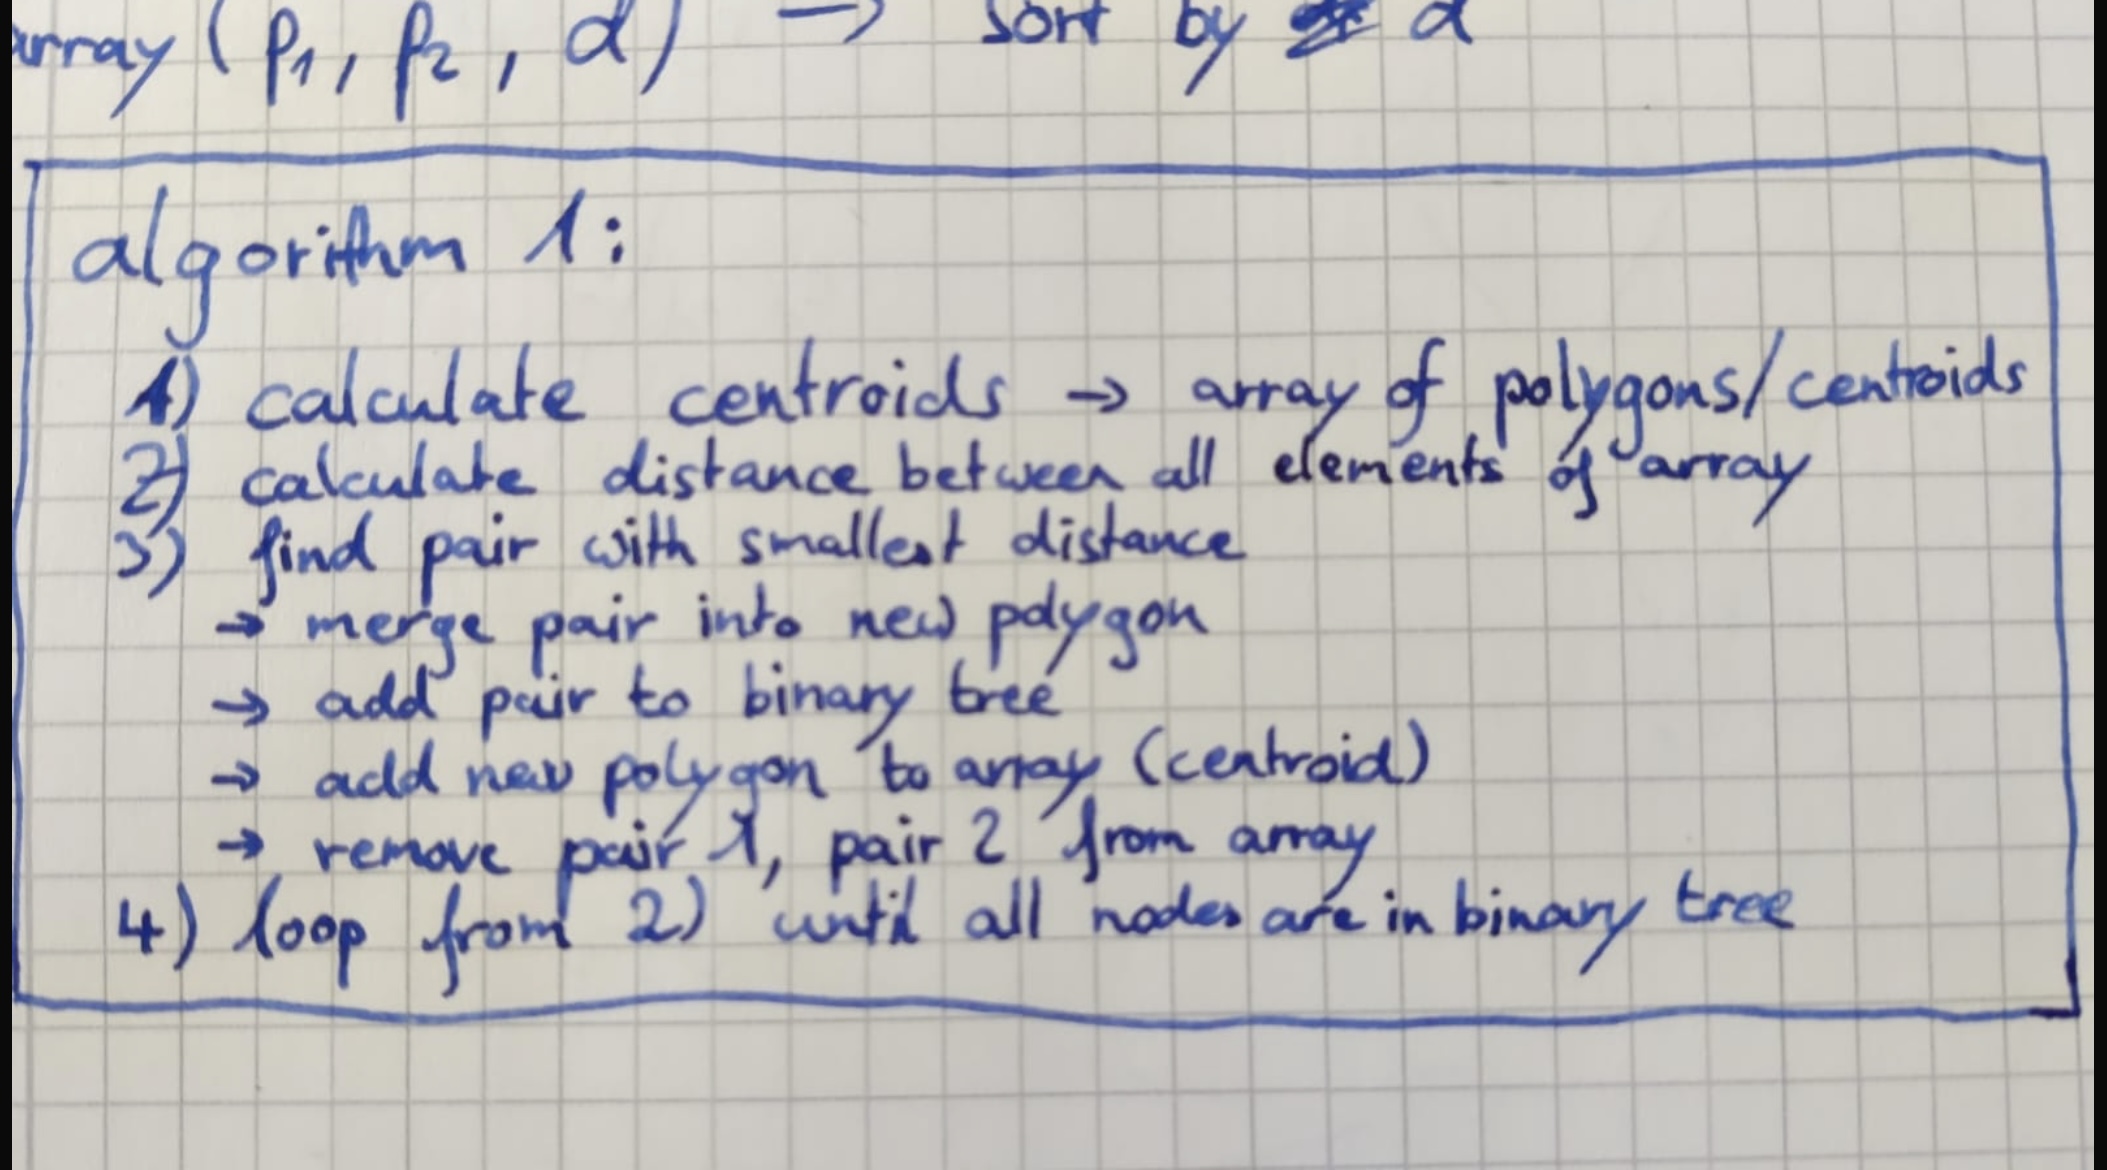 array (p₁, p₂, d) → sort by d
algorithm 1:
1) calculate centroids → array of polygons/centroids
2) calculate distance between all elements of array
3) find pair with smallest distance
→ merge pair into new polygon
→ add pair to binary tree
→ add new polygon to array (centroid)
→ remove pair 1, pair 2 from array
4) loop from 2) until all nodes are in binary tree